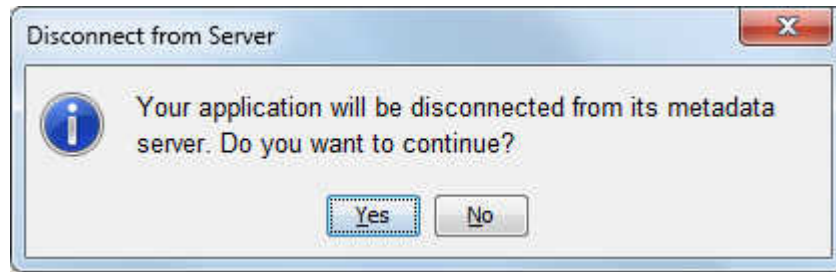 Disconnect from Server
Your application will be disconnected from its metadata
server. Do you want to continue?
Yes No